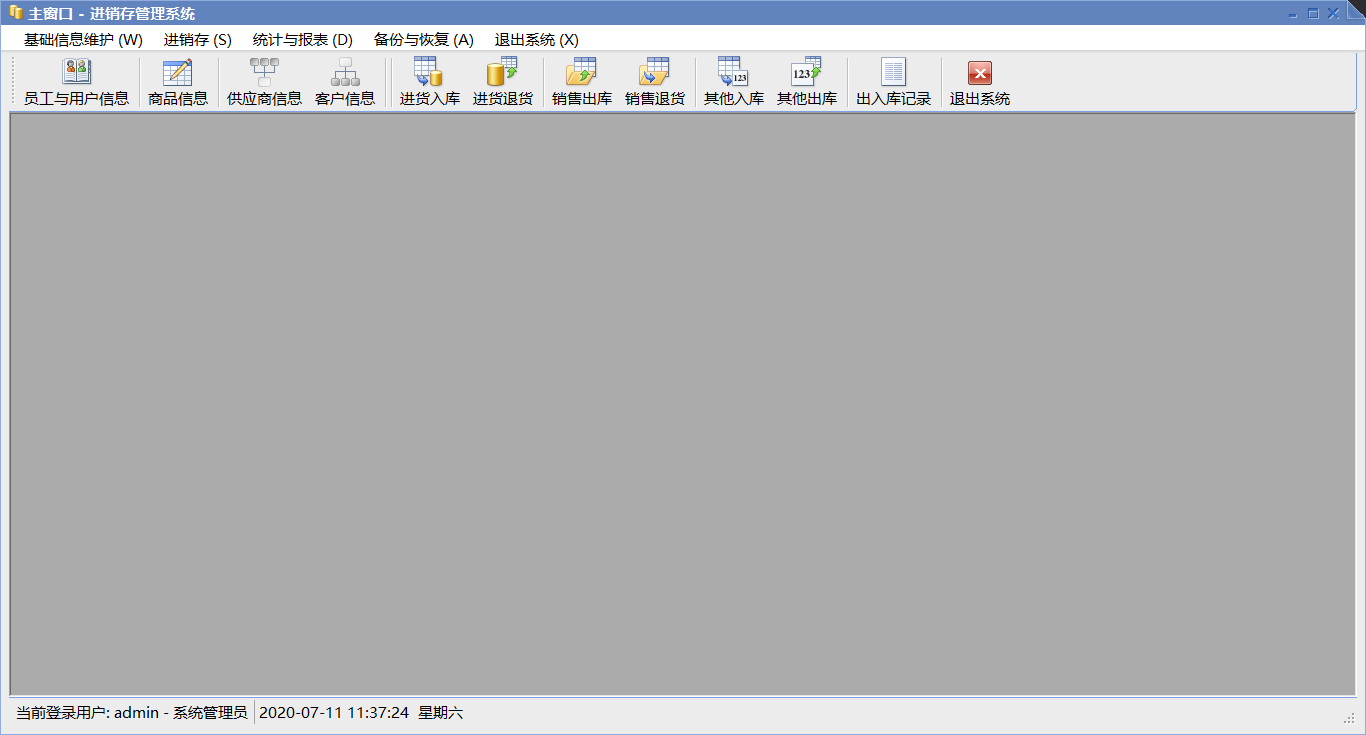 主窗口 - 进销存管理系统
基础信息维护 (W) 进销存 (S) 统计与报表 (D) 备份与恢复 (A) 退出系统 (X)
123 123
员工与用户信息 商品信息 供应商信息 客户信息 进货入库 进货退货 销售出库 销售退货 其他入库 其他出库 出入库记录 退出系统
当前登录用户: admin - 系统管理员 2020-07-11 11:37:24 星期六